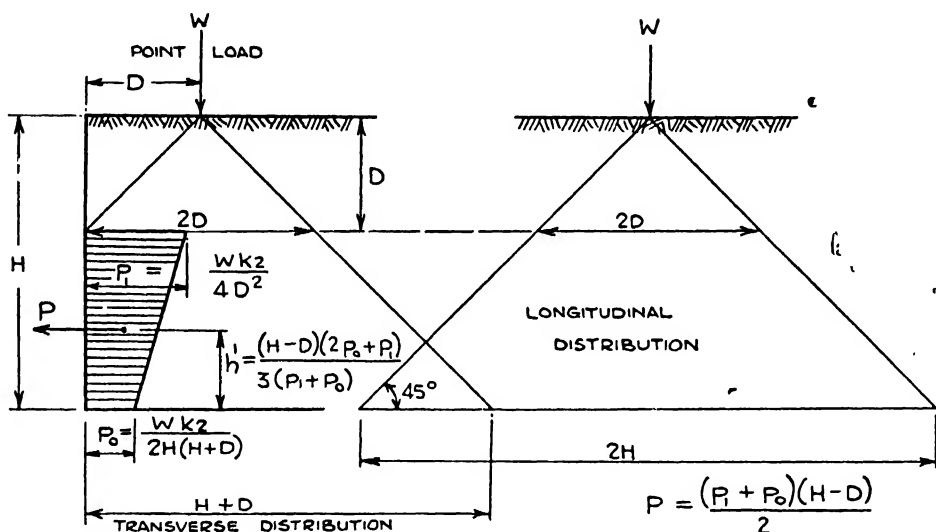 W
POINT LOAD
D
W
D
H
2D
2D
P₁ = Wk2/4D²
P
h' = (H-D)(2P₀+P₁)/3(P₁+P₀)
LONGITUDINAL
DISTRIBUTION
45°
P₀ = Wk2/2H(H+D)
2H
H+D
P = (P₁+P₀)(H-D)/2
TRANSVERSE DISTRIBUTION